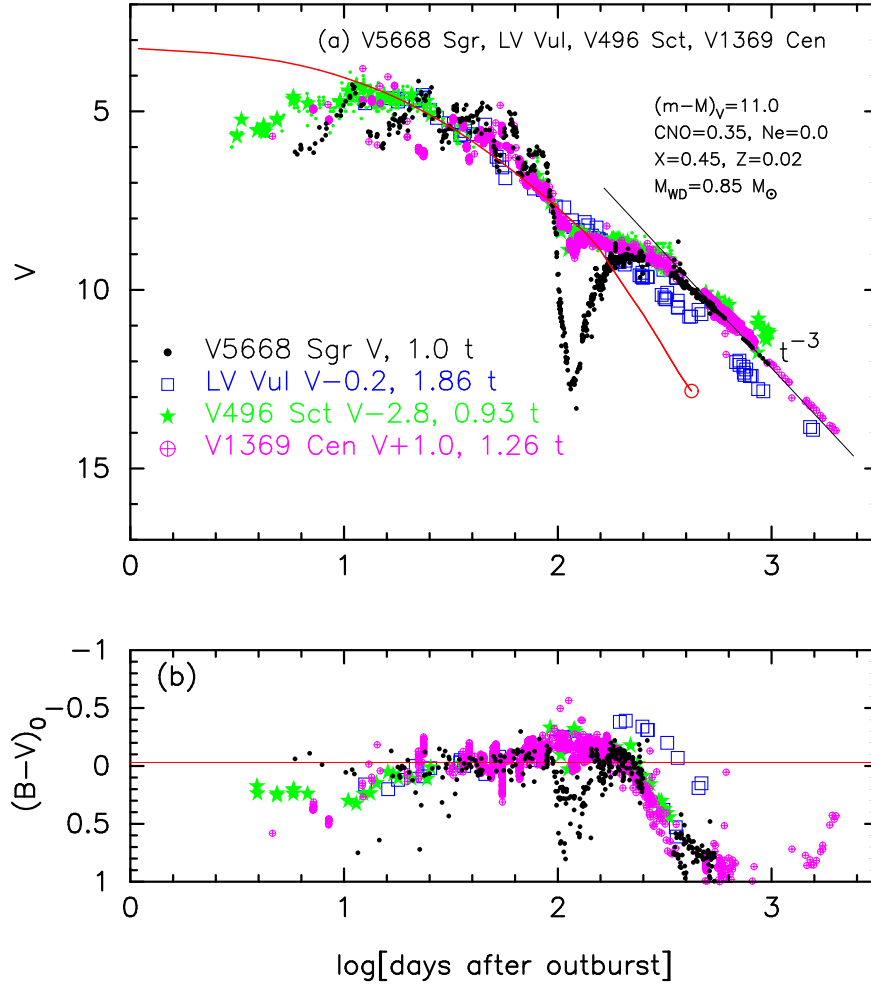 (a) V5668 Sgr, LV Vul, V496 Sct, V1369 Cen
(m−M)V=11.0
CNO=0.35, Ne=0.0
X=0.45, Z=0.02
MWD=0.85 M⊙
V
0
5
10
15
t−3
V5668 Sgr V, 1.0 t
LV Vul V−0.2, 1.86 t
V496 Sct V−2.8, 0.93 t
V1369 Cen V+1.0, 1.26 t
0
1
2
3
(b)
(B−V)0
−1
−0.5
0
0.5
1
0
1
2
3
log[days after outburst]